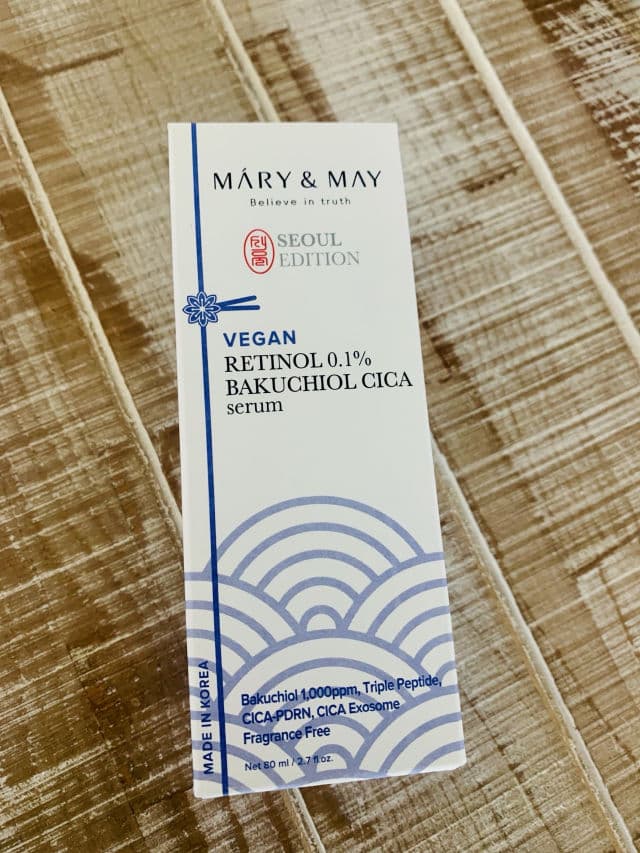 MÁRY & MAY
Believe in truth
SEOUL
EDITION
VEGAN
RETINOL 0.1%
BAKUCHIOL CICA
serum
MADE IN KOREA
Bakuchiol 1,000ppm, Triple Peptide,
CICA-PDRN, CICA Exosome
Fragrance Free
Net 80 ml / 2.7 fl oz.